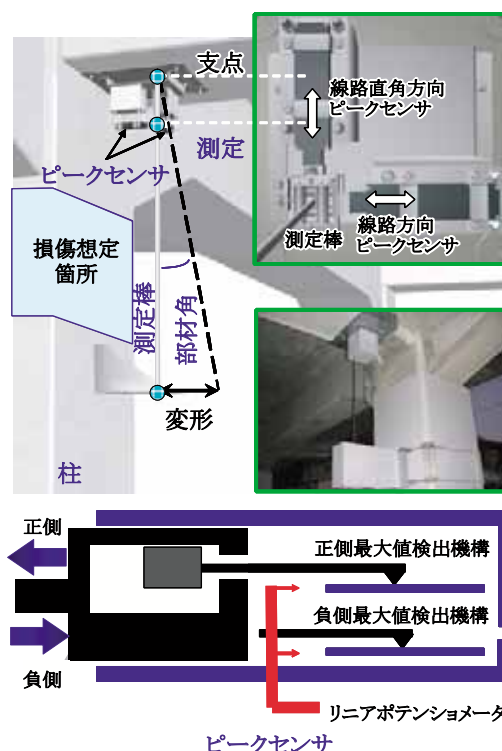 支点
線路直角方向
ピークセンサ
測定
ピークセンサ
測定棒
線路方向
ピークセンサ
損傷想定
箇所
測定棒
部材角
変形
柱
正側
正側最大値検出機構
負側最大値検出機構
負側
リニアポテンショメータ
ピークセンサ